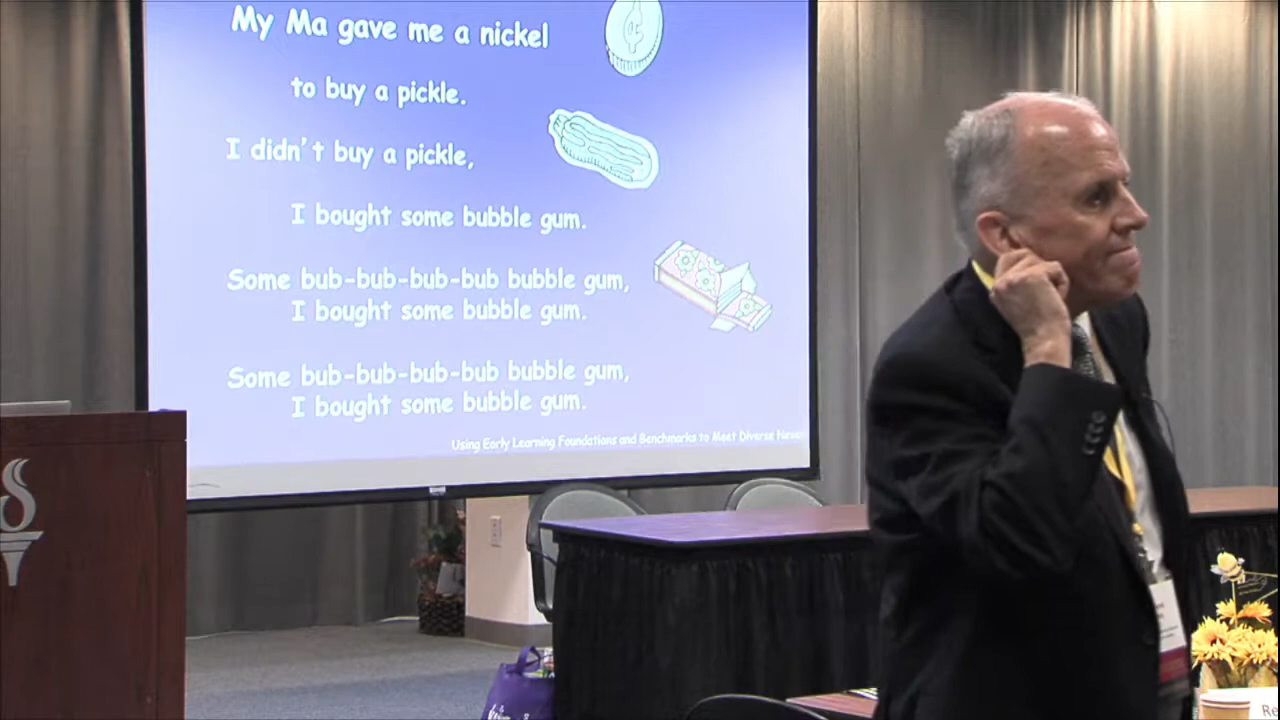 My Ma gave me a nickel
to buy a pickle.
I didn't buy a pickle,
I bought some bubble gum.
Some bub-bub-bub-bub bubble gum,
I bought some bubble gum.
Some bub-bub-bub-bub bubble gum,
I bought some bubble gum.
Using Early Learning Foundations and Benchmarks to Meet Diverse
Re